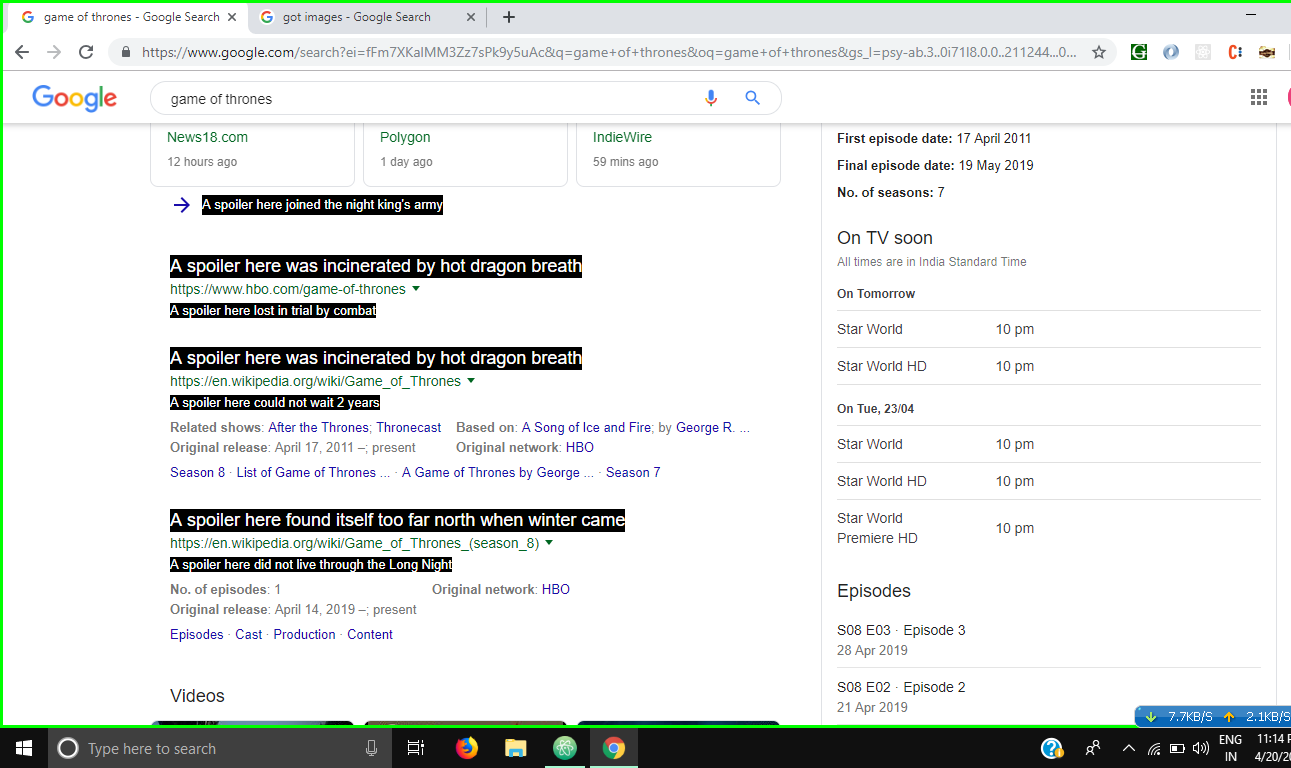 game of thrones - Google Search
got images - Google Search
https://www.google.com/search?ei=fFm7XKalMM3Zz7sPk9y5uAc&q=game+of+thrones&oq=game+of+thrones&gs_l=psy-ab.3..0i71l8.0.0..211244...0...
Google
game of thrones
News18.com
12 hours ago
Polygon
1 day ago
IndieWire
59 mins ago
A spoiler here joined the night king's army
A spoiler here was incinerated by hot dragon breath
https://www.hbo.com/game-of-thrones
A spoiler here lost in trial by combat
A spoiler here was incinerated by hot dragon breath
https://en.wikipedia.org/wiki/Game_of_Thrones
A spoiler here could not wait 2 years
Related shows: After the Thrones; Thronecast
Based on: A Song of Ice and Fire; by George R. ...
Original release: April 17, 2011 –; present
Original network: HBO
Season 8 · List of Game of Thrones ... · A Game of Thrones by George ... · Season 7
A spoiler here found itself too far north when winter came
https://en.wikipedia.org/wiki/Game_of_Thrones_(season_8)
A spoiler here did not live through the Long Night
No. of episodes: 1
Original network: HBO
Original release: April 14, 2019 –; present
Episodes · Cast · Production · Content
Videos
First episode date: 17 April 2011
Final episode date: 19 May 2019
No. of seasons: 7
On TV soon
All times are in India Standard Time
On Tomorrow
Star World 10 pm
Star World HD 10 pm
On Tue, 23/04
Star World 10 pm
Star World HD 10 pm
Star World
Premiere HD
10 pm
Episodes
S08 E03 · Episode 3
28 Apr 2019
S08 E02 · Episode 2
21 Apr 2019
7.7KB/S 2.1KB/S
Type here to search
ENG
IN
11:14
4/20/20